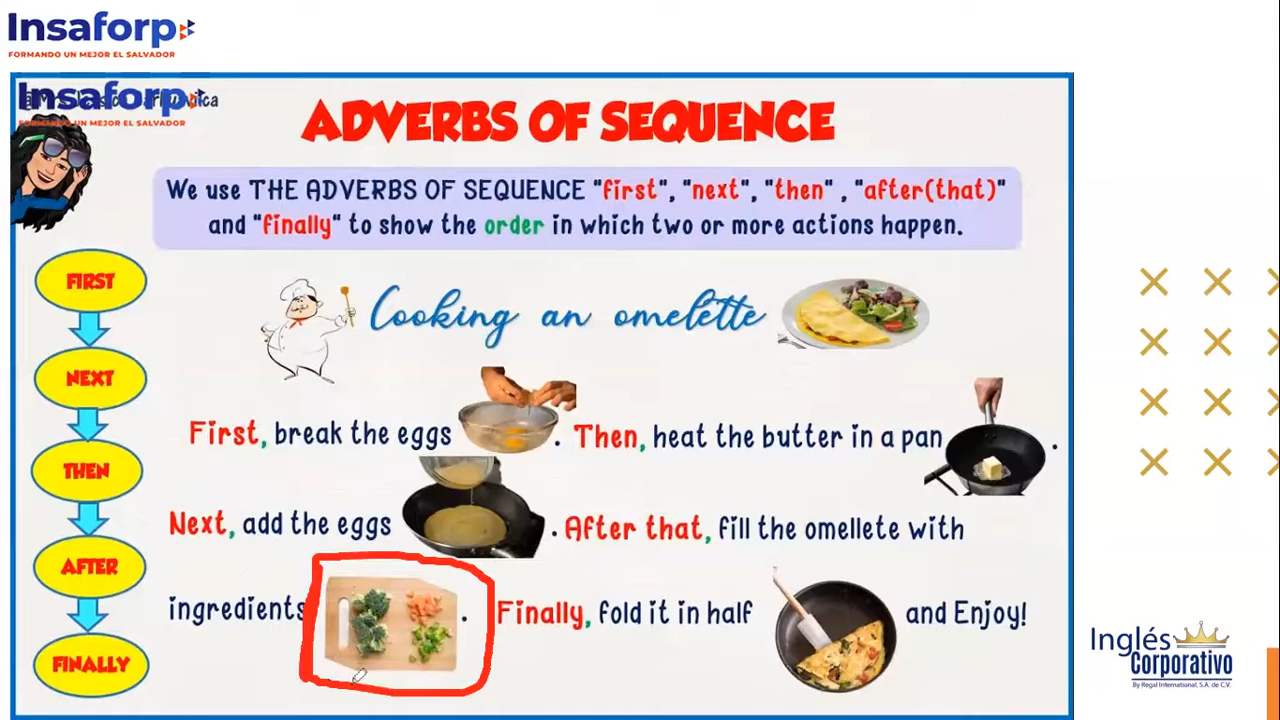 Insaforp
FORMANDO UN MEJOR EL SALVADOR
Insaforp
FORMANDO UN MEJOR EL SALVADOR
ADVERBS OF SEQUENCE
We use THE ADVERBS OF SEQUENCE "first", "next", "then" , "after(that)"
and "finally" to show the order in which two or more actions happen.
FIRST
NEXT
THEN
AFTER
FINALLY
Cooking an omelette
First, break the eggs . Then, heat the butter in a pan .
Next, add the eggs . After that, fill the omellete with
ingredients . Finally, fold it in half and Enjoy!
Inglés
Corporativo
By Regal International, S.A. de C.V.